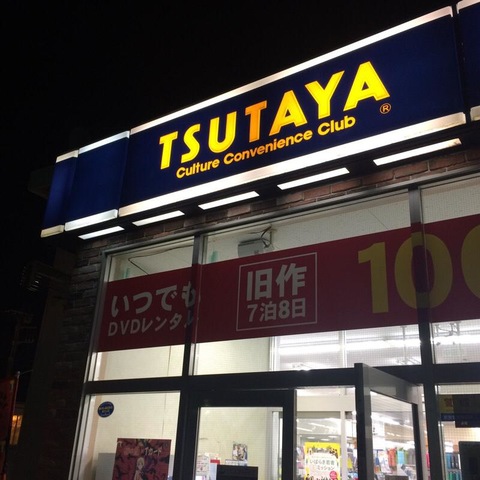 TSUTAYA
®
Culture Convenience Club
いつでも
DVDレンタル
旧作
7泊8日
100